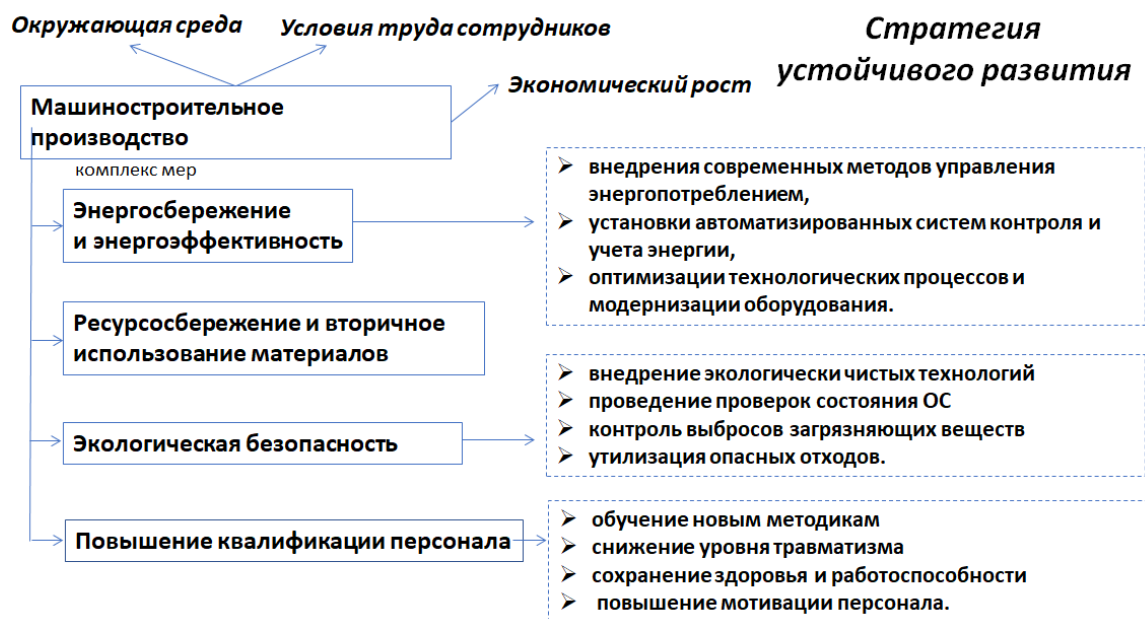 Окружающая среда
Условия труда сотрудников
Стратегия
устойчивого развития
Экономический рост
Машиностроительное
производство
комплекс мер
Энергосбережение
и энергоэффективность
➢ внедрения современных методов управления
энергопотреблением,
➢ установки автоматизированных систем контроля и
учета энергии,
➢ оптимизации технологических процессов и
модернизации оборудования.
Ресурсосбережение и вторичное
использование материалов
Экологическая безопасность
➢ внедрение экологически чистых технологий
➢ проведение проверок состояния ОС
➢ контроль выбросов загрязняющих веществ
➢ утилизация опасных отходов.
Повышение квалификации персонала
➢ обучение новым методикам
➢ снижение уровня травматизма
➢ сохранение здоровья и работоспособности
➢ повышение мотивации персонала.